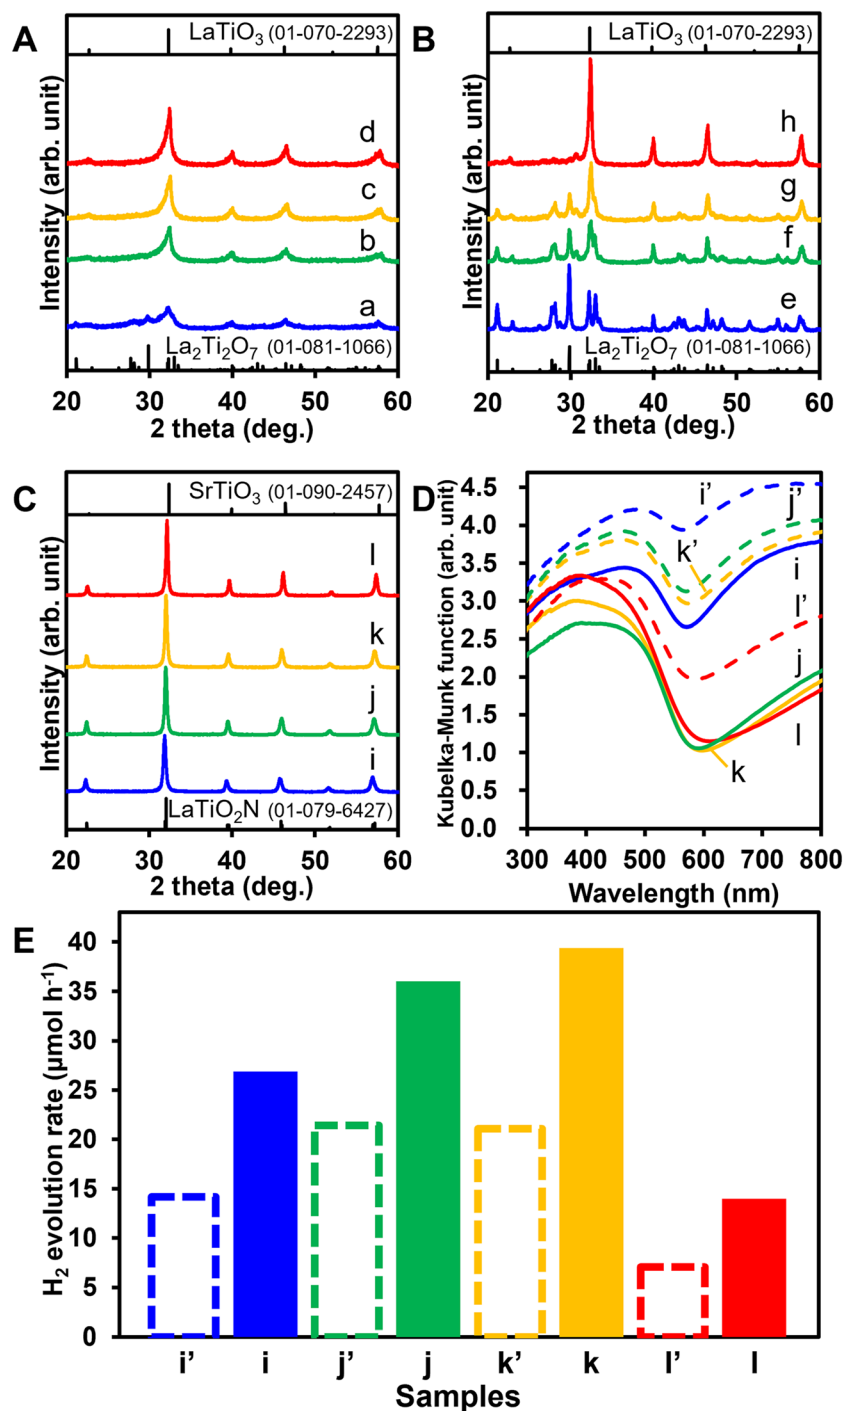 A
LaTiO₃ (01-070-2293)
d
c
b
a
La₂Ti₂O₇ (01-081-1066)
Intensity (arb. unit)
20 30 40 50 60
2 theta (deg.)
B
LaTiO₃ (01-070-2293)
h
g
f
e
La₂Ti₂O₇ (01-081-1066)
Intensity (arb. unit)
20 30 40 50 60
2 theta (deg.)
C
SrTiO₃ (01-090-2457)
l
k
j
i
LaTiO₂N (01-079-6427)
Intensity (arb. unit)
20 30 40 50 60
2 theta (deg.)
D
Kubelka-Munk function (arb. unit)
4.5
4.0
3.5
3.0
2.5
2.0
1.5
1.0
0.5
0.0
i’
j’
k’
i
l’
j
l
k
300 400 500 600 700 800
Wavelength (nm)
E
H₂ evolution rate (µmol h⁻¹)
40
35
30
25
20
15
10
5
0
i’ i j’ j k’ k l’ l
Samples